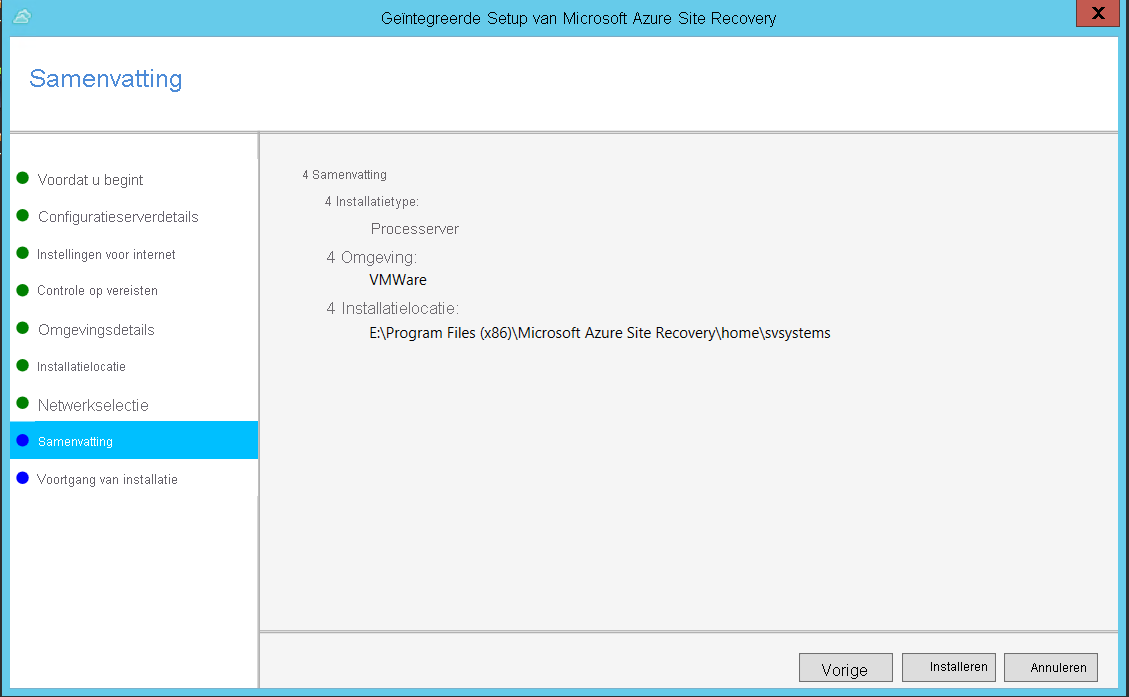 Geïntegreerde Setup van Microsoft Azure Site Recovery
X
Samenvatting
Voordat u begint
Configuratieserverdetails
Instellingen voor internet
Controle op vereisten
Omgevingsdetails
Installatielocatie
Netwerkselectie
Samenvatting
Voortgang van installatie
4 Samenvatting
4 Installatietype:
Processerver
4 Omgeving:
VMWare
4 Installatielocatie:
E:\Program Files (x86)\Microsoft Azure Site Recovery\home\svsystems
Vorige
Installeren
Annuleren